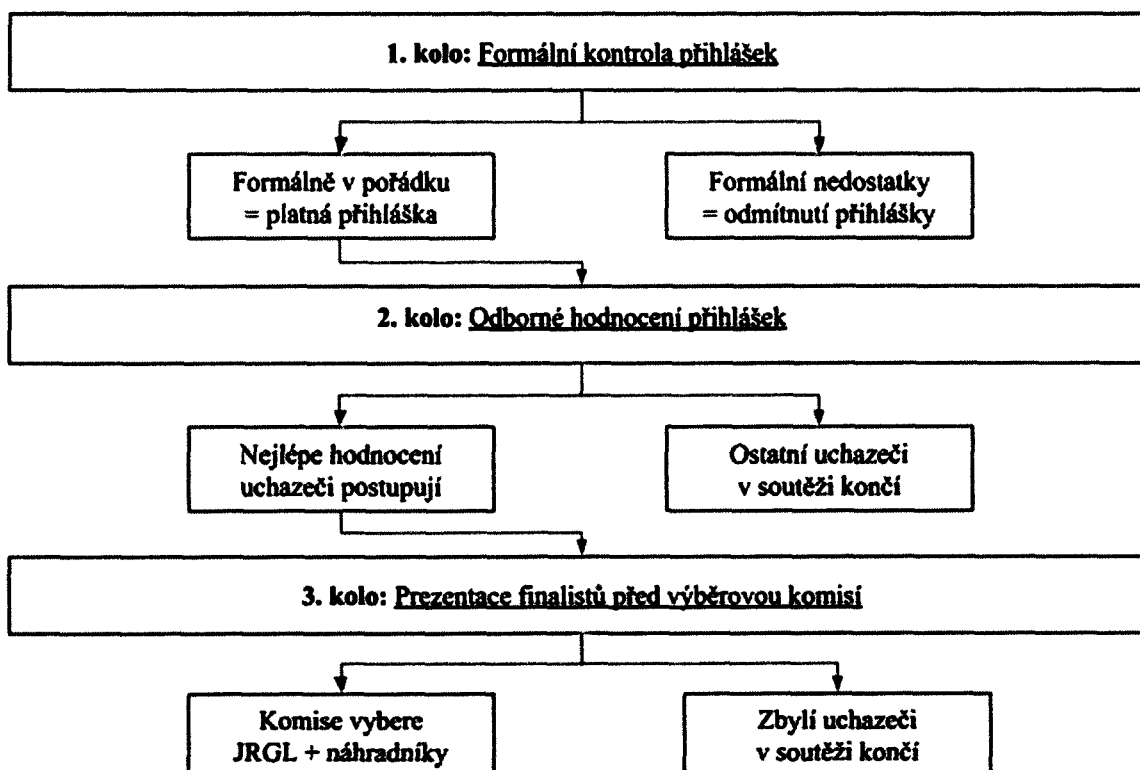 1. kolo: Formální kontrola přihlášek
Formálně v pořádku
= platná přihláška
Formální nedostatky
= odmítnutí přihlášky
2. kolo: Odborné hodnocení přihlášek
Nejlépe hodnocení
uchazeči postupují
Ostatní uchazeči
v soutěži končí
3. kolo: Prezentace finalistů před výběrovou komisí
Komise vybere
JRGL + náhradníky
Zbylí uchazeči
v soutěži končí